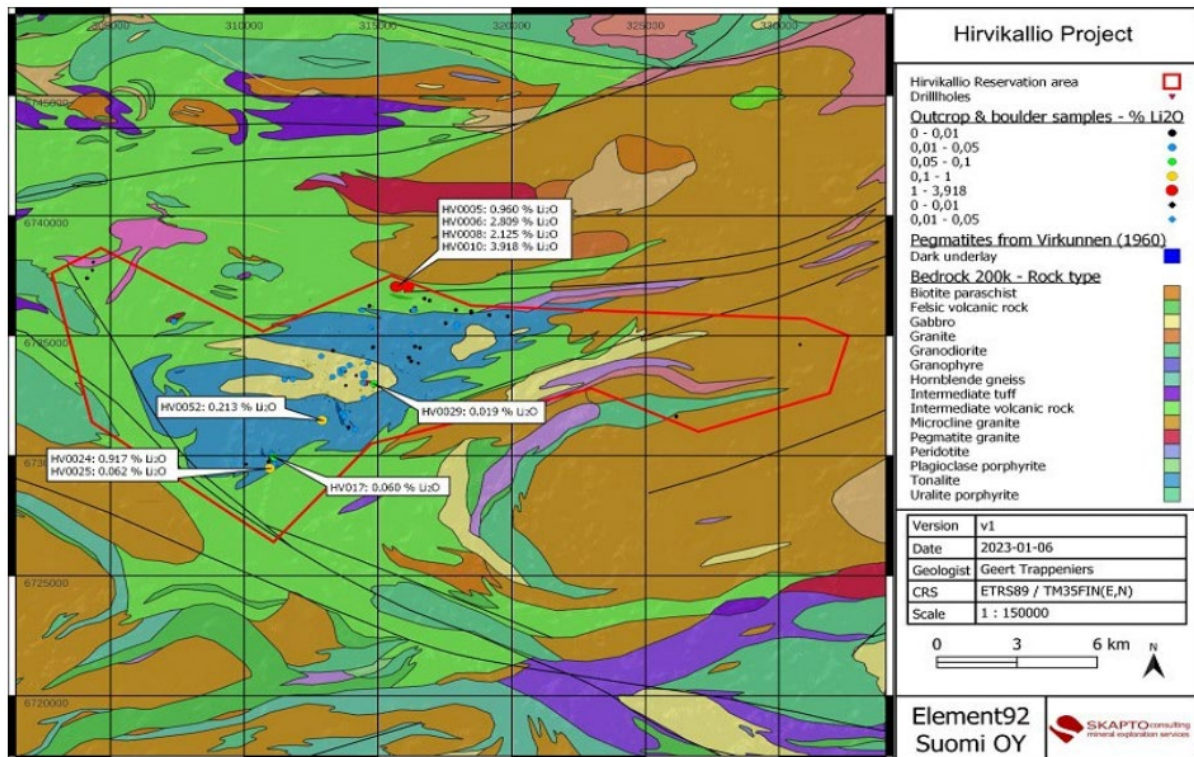 305000 310000 315000 320000 325000 330000
6745000
6740000
6735000
6730000
6725000
6720000
HV0005: 0.960 % Li₂O
HV0006: 2.809 % Li₂O
HV0008: 2.125 % Li₂O
HV0010: 3.918 % Li₂O
HV0052: 0.213 % Li₂O
HV0029: 0.019 % Li₂O
HV0024: 0.917 % Li₂O
HV0025: 0.062 % Li₂O
HV017: 0.060 % Li₂O
Hirvikallio Project
Hirvikallio Reservation area
Drilllholes
Outcrop & boulder samples - % Li2O
0 - 0,01
0,01 - 0,05
0,05 - 0,1
0,1 - 1
1 - 3,918
0 - 0,01
0,01 - 0,05
Pegmatites from Virkunnen (1960)
Dark underlay
Bedrock 200k - Rock type
Biotite paraschist
Felsic volcanic rock
Gabbro
Granite
Granodiorite
Granophyre
Hornblende gneiss
Intermediate tuff
Intermediate volcanic rock
Microcline granite
Pegmatite granite
Peridotite
Plagioclase porphyrite
Tonalite
Uralite porphyrite
Version v1
Date 2023-01-06
Geologist Geert Trappeniers
CRS ETRS89 / TM35FIN(E,N)
Scale 1 : 150000
0 3 6 km
N
Element92
Suomi OY
SKAPTO consulting
mineral exploration services